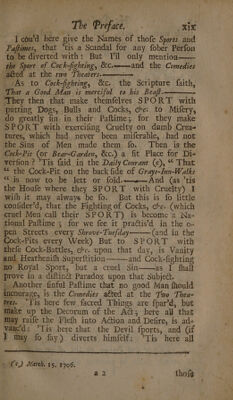 The Preface. xix
I cou'd here give the Names of those Sports and
Pastimes, that 'tis a Scandal for any sober Person
to be diverted with: But I'll only mention——
the Sport of Cock-fighting, &c.——and the Comedies
acted at the two Theaters.——
As to Cock-fighting, &c. the Scripture saith,
That a Good Man is merciful to his Beast.——
They then that make themselves SPORT with
putting Dogs, Bulls and Cocks, &c. to Misery,
do greatly sin in their Pastime; for they make
SPORT with exercising Cruelty on dumb Crea-
tures, which had never been miserable, had not
the Sins of Men made them so. Then is the
Cock-Pit (or Bear-Garden, &c.) a fit Place for Di-
version? 'Tis said in the Daily Courant (e), “ That
“ the Cock-Pit on the back side of Grays-Inn-Walks
“ is now to be lett or sold.——And (as 'tis
the House where they SPORT with Cruelty) I
wish it may always be so. But this is so little
consider'd, that the Fighting of Cocks, &c. (which
cruel Men call their SPORT) is become a Na-
tional Pastime; for we see it practis'd in the o-
pen Streets every Shrove-Tuesday——(and in the
Cock-Pits every Week) But to SPORT with
these Cock-Battles, &c. upon that day, is Vanity
and Heathenish Superstition——and Cock-fighting
no Royal Sport, but a cruel Sin——as I shall
prove in a distinct Paradox upon that Subject.
Another sinful Pastime that no good Man should
encourage, is the Comedies acted at the Two Thea-
ters. 'Tis here few sacred Things are spar'd, but
make up the Decorum of the Act; here all that
may raise the Flesh into Action and Desire, is ad-
vanc'd: 'Tis here that the Devil sports, and (if
I may so say) diverts himself: 'Tis here all
(e) March. 15. 1706.
a 2 those